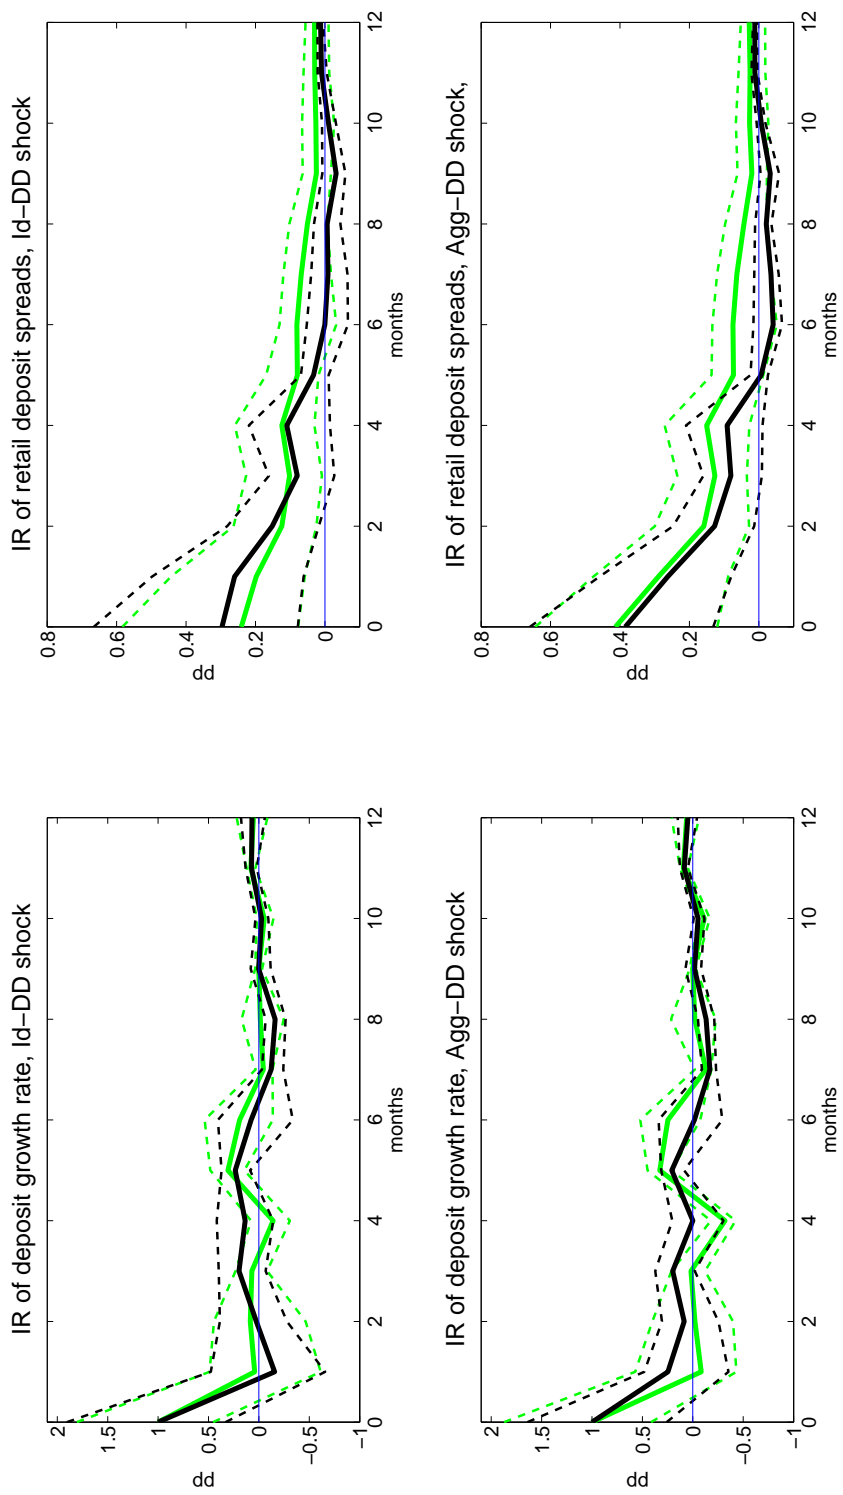 IR of deposit growth rate, Id−DD shock
2
1.5
1
0.5
0
−0.5
−1
pp
0 2 4 6 8 10 12
months
IR of retail deposit spreads, Id−DD shock
0.8
0.6
0.4
0.2
0
pp
0 2 4 6 8 10 12
months
IR of deposit growth rate, Agg−DD shock
2
1.5
1
0.5
0
−0.5
−1
pp
0 2 4 6 8 10 12
months
IR of retail deposit spreads, Agg−DD shock,
0.8
0.6
0.4
0.2
0
pp
0 2 4 6 8 10 12
months